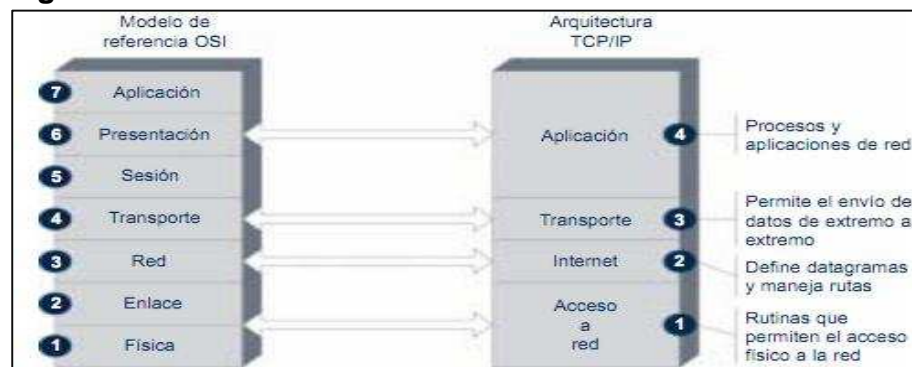 Modelo de
referencia OSI
7 Aplicación
6 Presentación
5 Sesión
4 Transporte
3 Red
2 Enlace
1 Física
Arquitectura
TCP/IP
Aplicación 4
Procesos y
aplicaciones de red
Transporte 3
Permite el envío de
datos de extremo a
extremo
Internet 2
Define datagramas
y maneja rutas
Acceso
a
red
1
Rutinas que
permiten el acceso
físico a la red